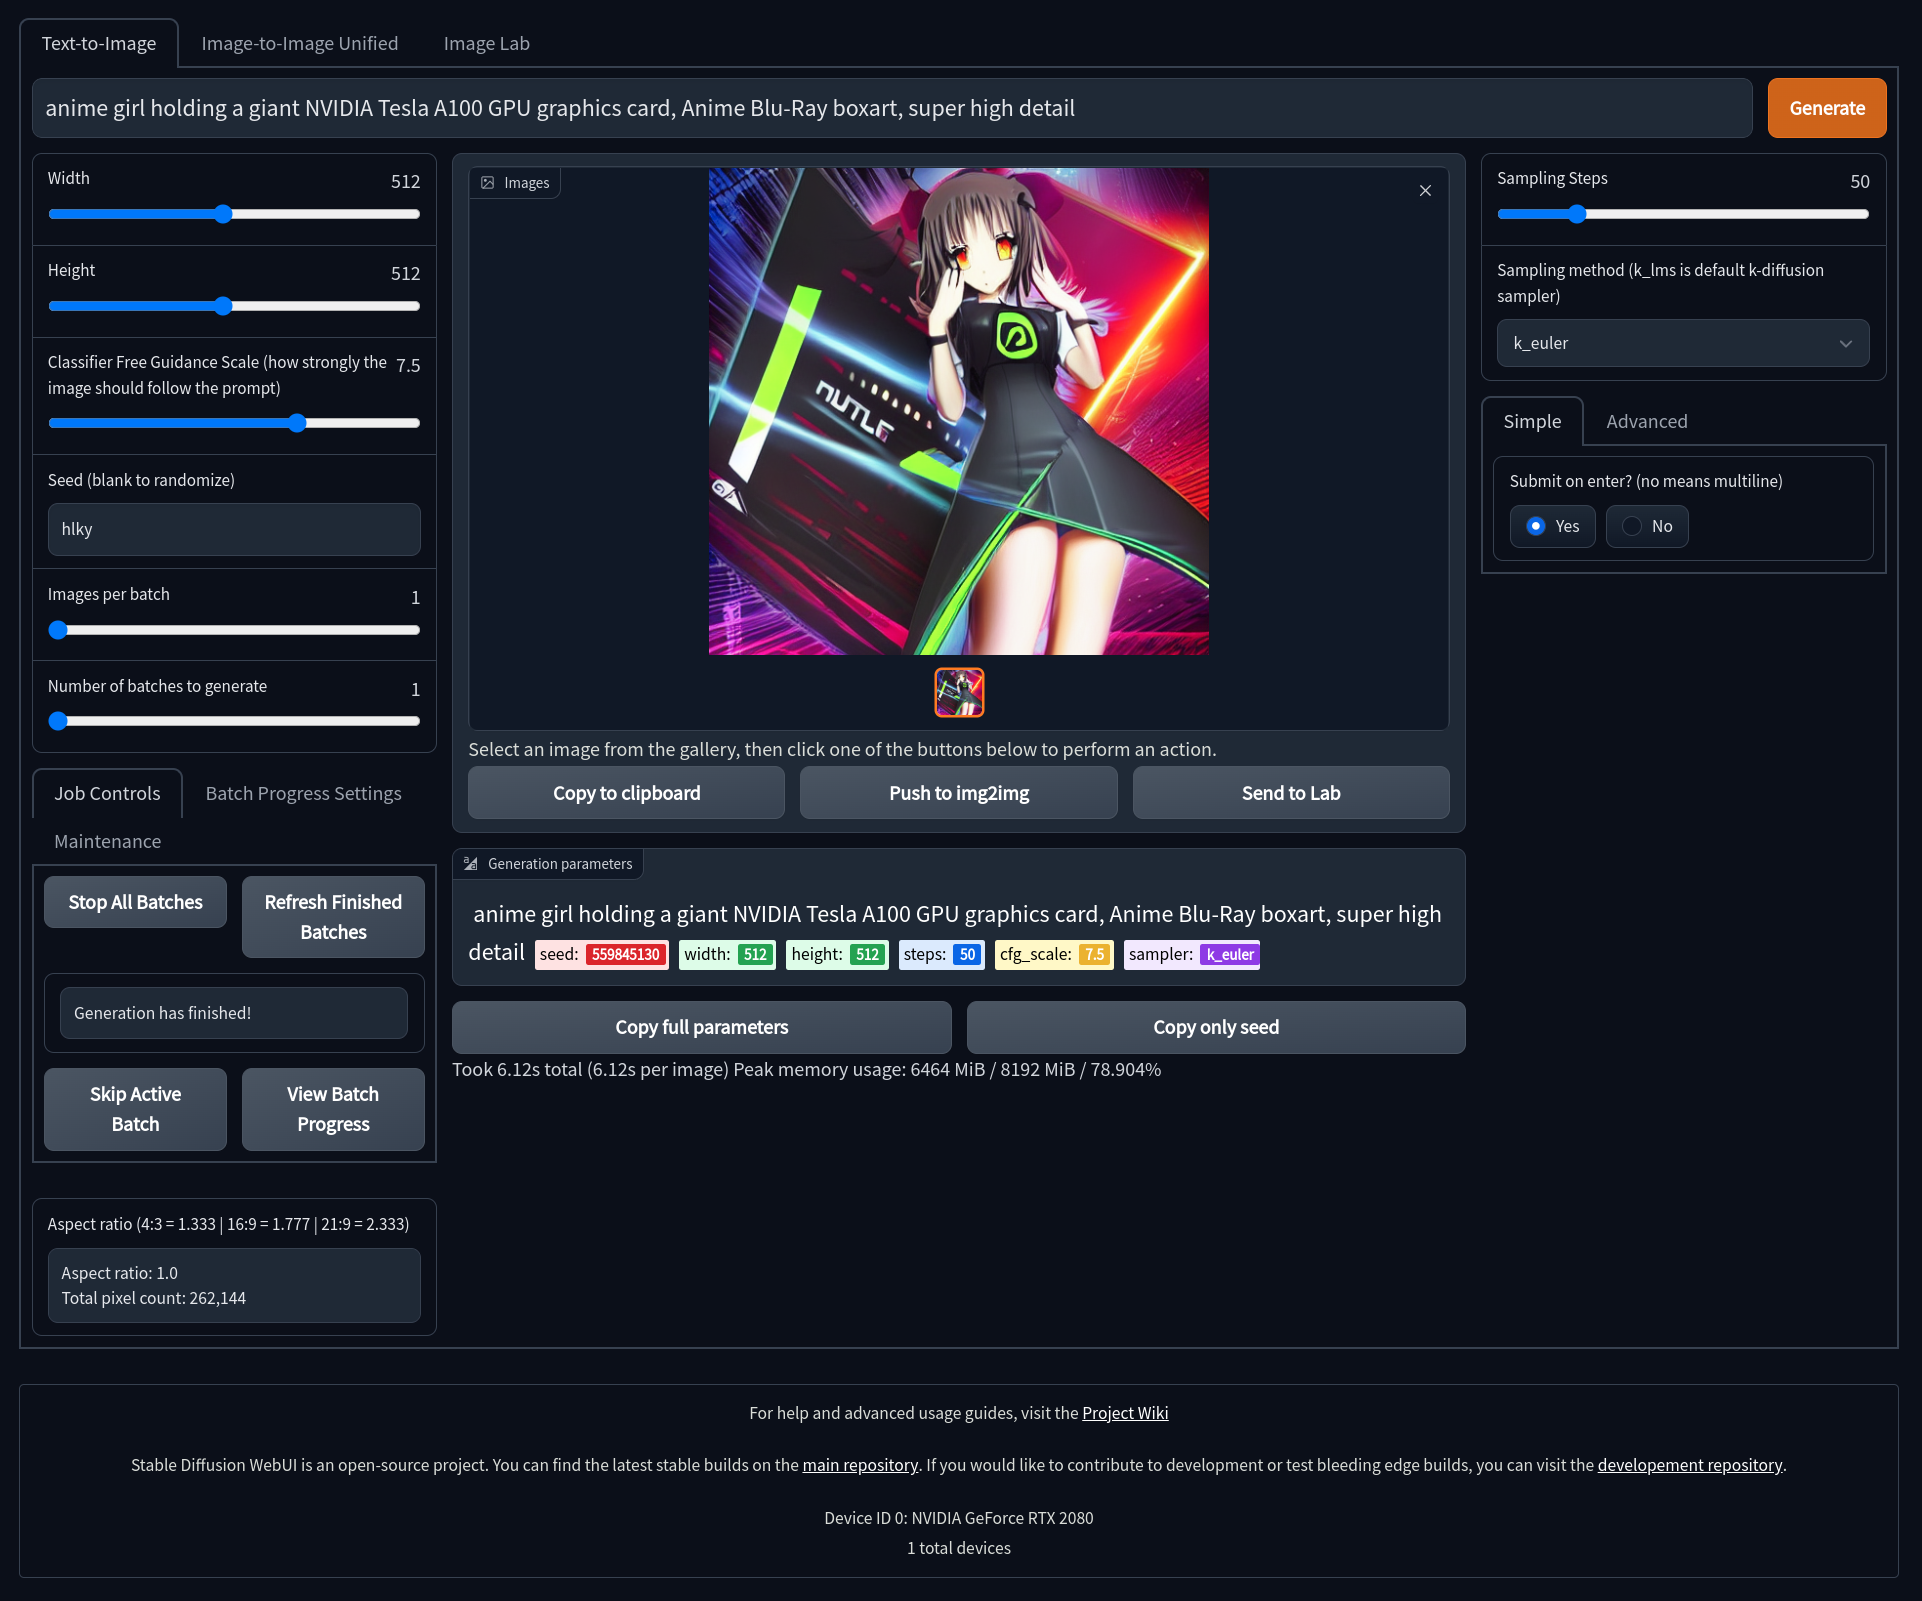 Text-to-Image
Image-to-Image Unified
Image Lab
anime girl holding a giant NVIDIA Tesla A100 GPU graphics card, Anime Blu-Ray boxart, super high detail
Generate
Width
512
Height
512
Classifier Free Guidance Scale (how strongly the
image should follow the prompt)
7.5
Seed (blank to randomize)
hlky
Images per batch
1
Number of batches to generate
1
Job Controls
Batch Progress Settings
Maintenance
Stop All Batches
Refresh Finished
Batches
Generation has finished!
Skip Active
Batch
View Batch
Progress
Aspect ratio (4:3 = 1.333 | 16:9 = 1.777 | 21:9 = 2.333)
Aspect ratio: 1.0
Total pixel count: 262,144
Images
Select an image from the gallery, then click one of the buttons below to perform an action.
Copy to clipboard
Push to img2img
Send to Lab
Generation parameters
anime girl holding a giant NVIDIA Tesla A100 GPU graphics card, Anime Blu-Ray boxart, super high
detail seed: 559845130 width: 512 height: 512 steps: 50 cfg_scale: 7.5 sampler: k_euler
Copy full parameters
Copy only seed
Took 6.12s total (6.12s per image) Peak memory usage: 6464 MiB / 8192 MiB / 78.904%
Sampling Steps
50
Sampling method (k_lms is default k-diffusion
sampler)
k_euler
Simple
Advanced
Submit on enter? (no means multiline)
Yes
No
For help and advanced usage guides, visit the Project Wiki
Stable Diffusion WebUI is an open-source project. You can find the latest stable builds on the main repository. If you would like to contribute to development or test bleeding edge builds, you can visit the developement repository.
Device ID 0: NVIDIA GeForce RTX 2080
1 total devices